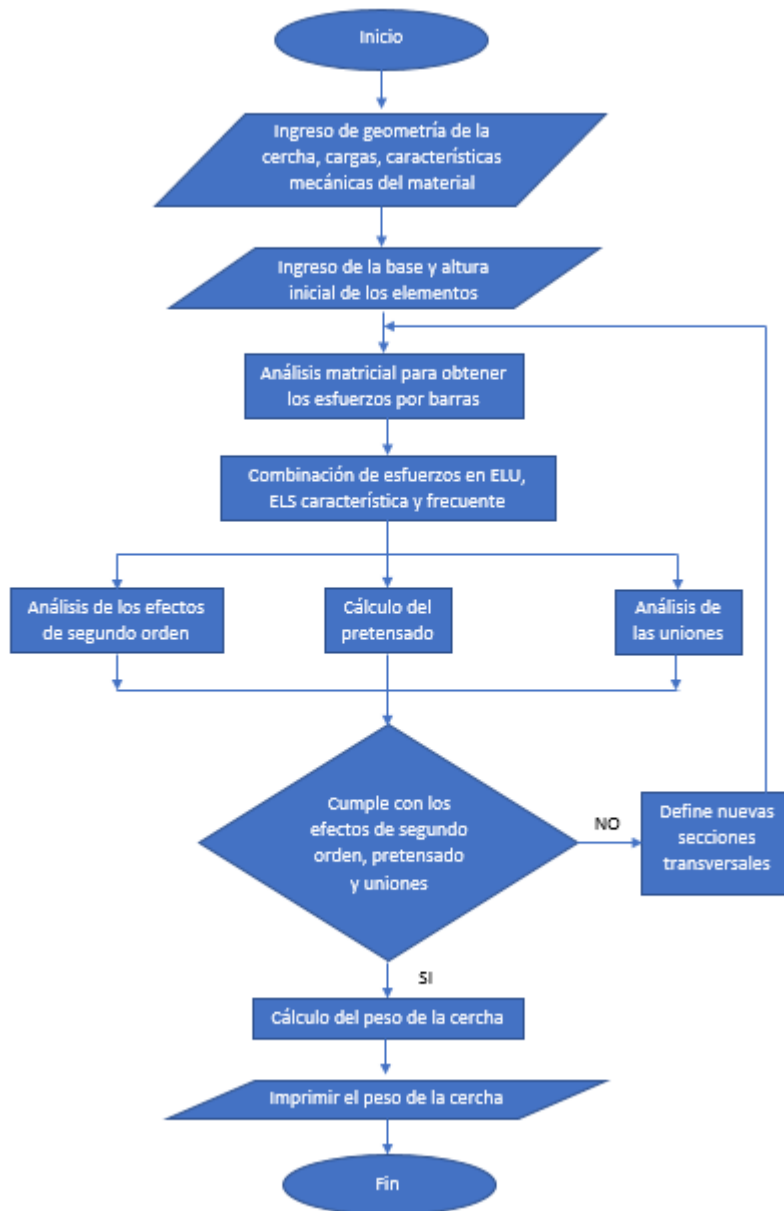 Inicio
Ingreso de geometría de la
cercha, cargas, características
mecánicas del material
Ingreso de la base y altura
inicial de los elementos
Análisis matricial para obtener
los esfuerzos por barras
Combinación de esfuerzos en ELU,
ELS característica y frecuente
Análisis de los efectos
de segundo orden
Cálculo del
pretensado
Análisis de
las uniones
Cumple con los
efectos de segundo
orden, pretensado
y uniones
NO
Define nuevas
secciones
transversales
SI
Cálculo del peso de la cercha
Imprimir el peso de la cercha
Fin